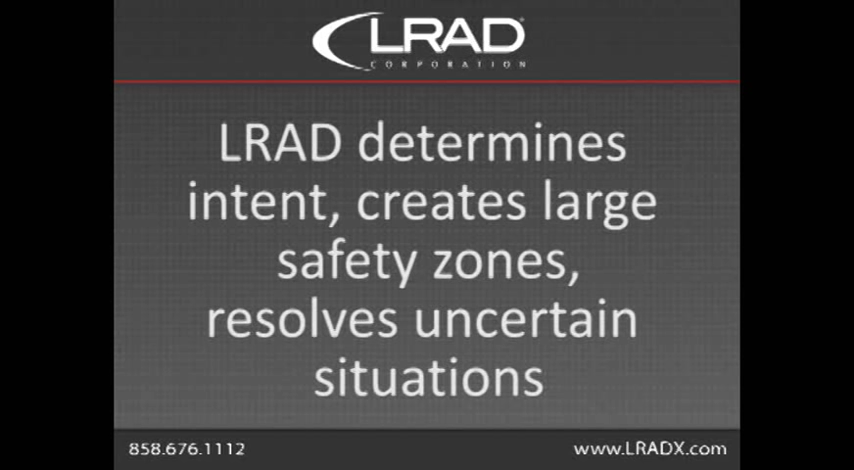 LRAD®
CORPORATION
LRAD determines
intent, creates large
safety zones,
resolves uncertain
situations
858.676.1112
www.LRADX.com